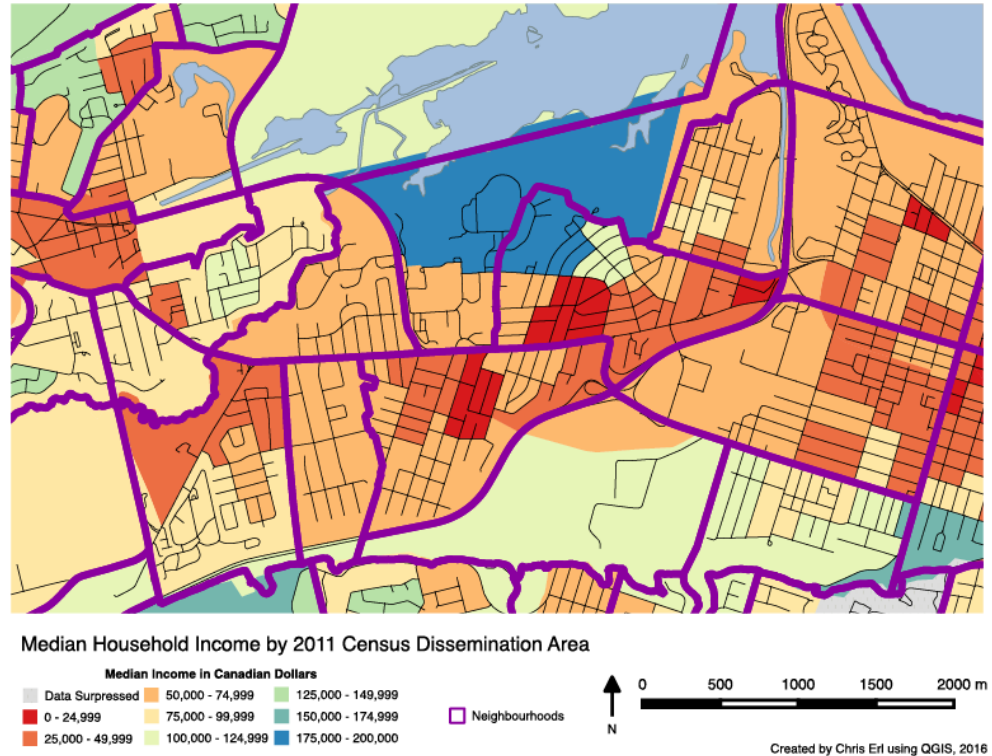 Median Household Income by 2011 Census Dissemination Area
Median Income in Canadian Dollars
Data Surpressed
0 - 24,999
25,000 - 49,999
50,000 - 74,999
75,000 - 99,999
100,000 - 124,999
125,000 - 149,999
150,000 - 174,999
175,000 - 200,000
Neighbourhoods
N
0 500 1000 1500 2000 m
Created by Chris Erl using QGIS, 2016